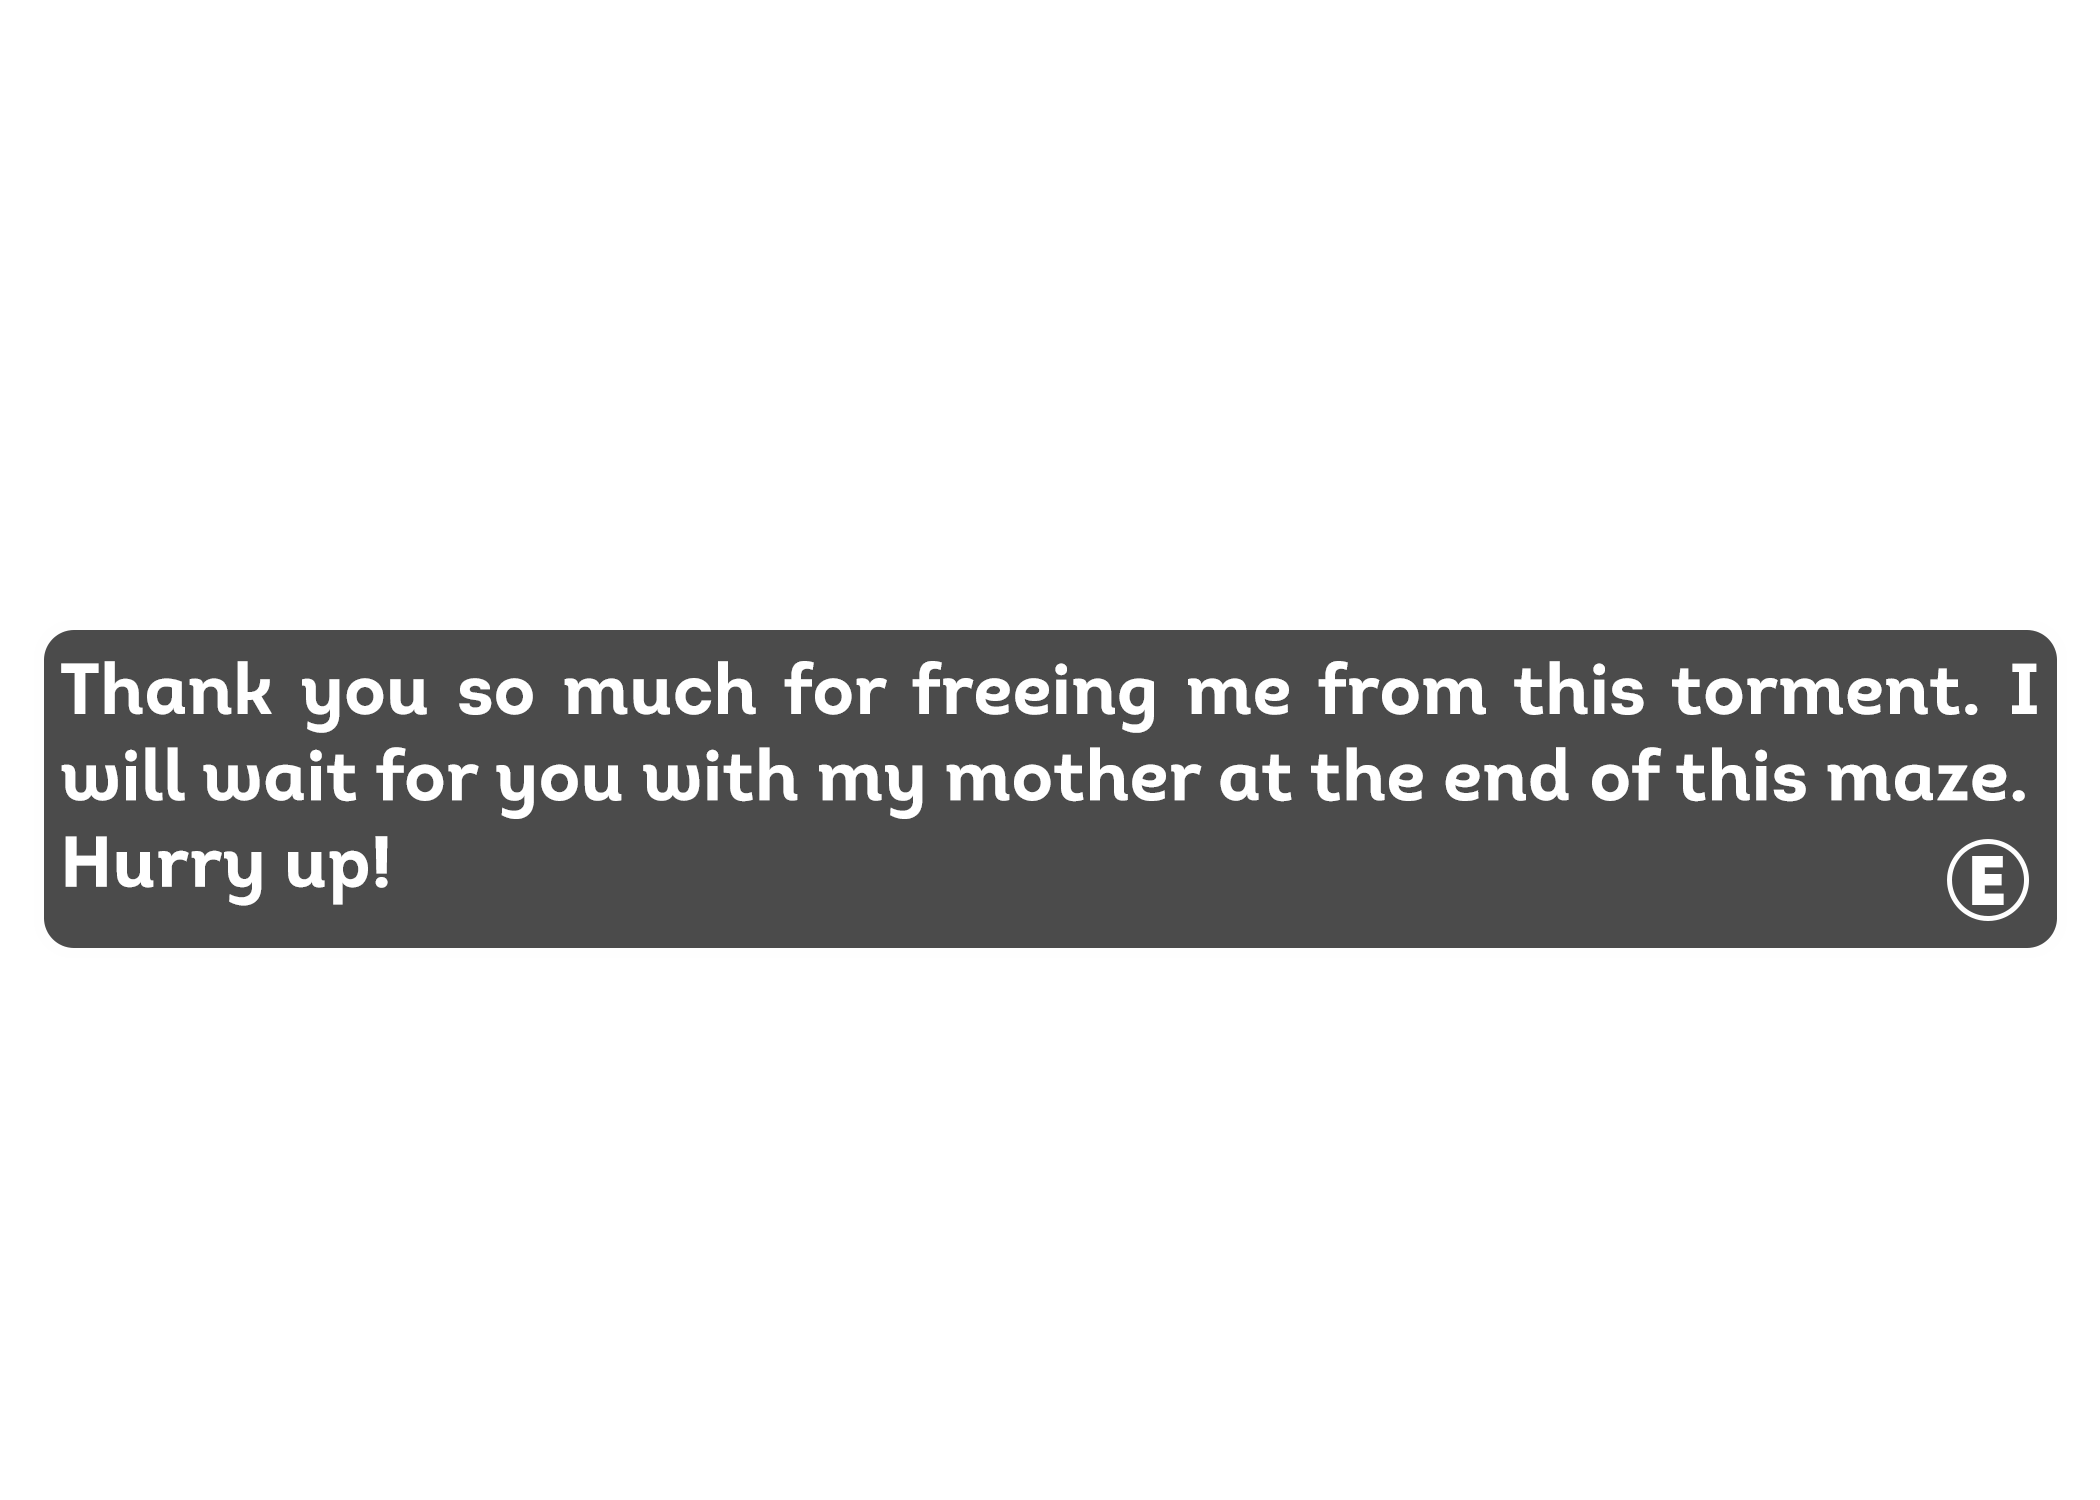 Thank you so much for freeing me from this torment. I
will wait for you with my mother at the end of this maze.
Hurry up!
E